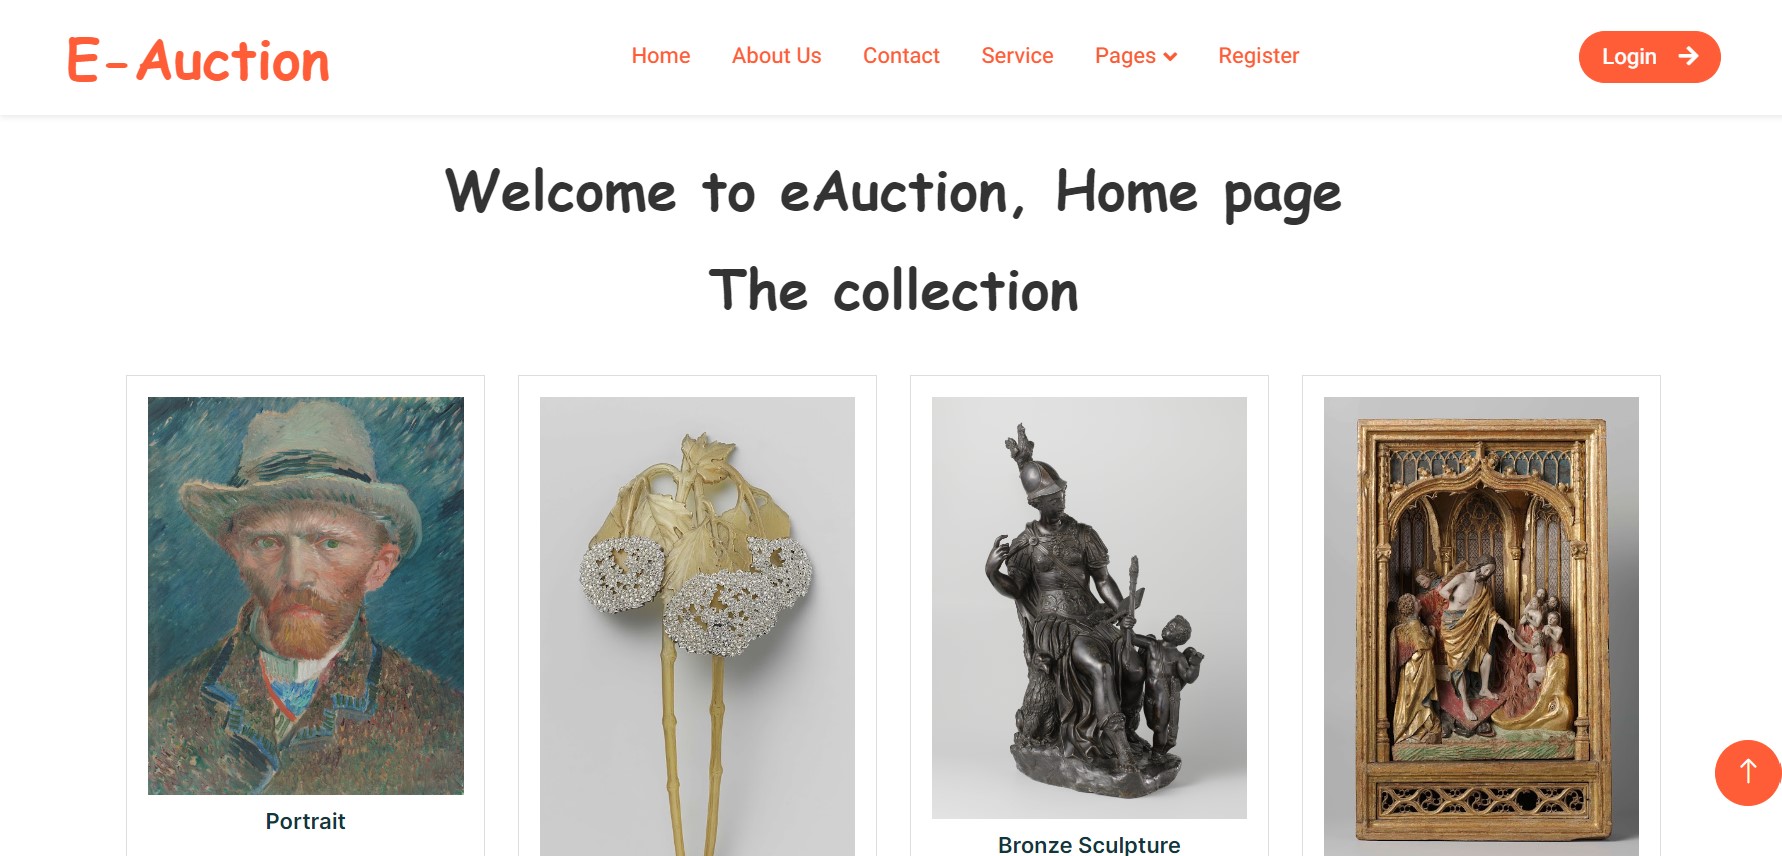 E-Auction
Home
About Us
Contact
Service
Pages
Register
Login
Welcome to eAuction, Home page
The collection
Portrait
Bronze Sculpture